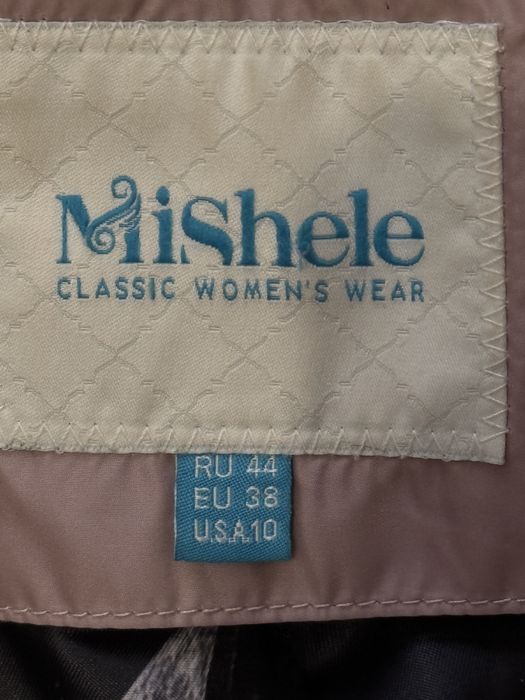 MiShele
CLASSIC WOMEN'S WEAR
RU 44
EU 38
U.S.A.10